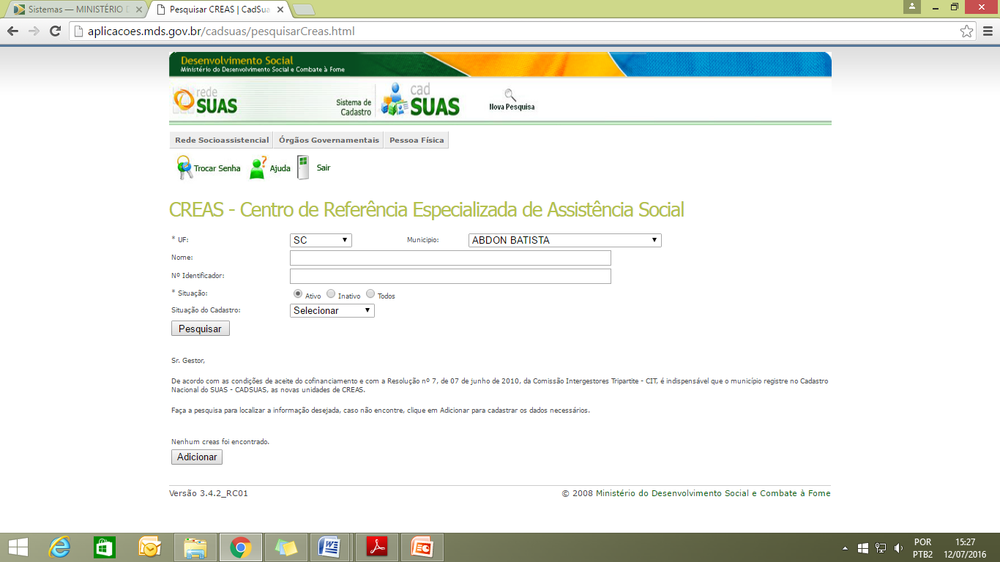 Sistemas — MINISTÉRIO D
Pesquisar CREAS | CadSua
aplicacoes.mds.gov.br/cadsuas/pesquisarCreas.html
Desenvolvimento Social
Ministério do Desenvolvimento Social e Combate à Fome
rede SUAS
Sistema de Cadastro
cad SUAS
Nova Pesquisa
Rede Socioassistencial Órgãos Governamentais Pessoa Física
Trocar Senha Ajuda Sair
CREAS - Centro de Referência Especializada de Assistência Social
* UF: SC Municipio: ABDON BATISTA
Nome:
Nº Identificador:
* Situação: Ativo Inativo Todos
Situação do Cadastro: Selecionar
Pesquisar
Sr. Gestor,
De acordo com as condições de aceite do cofinanciamento e com a Resolução nº 7, de 07 de junho de 2010, da Comissão Intergestores Tripartite - CIT, é indispensável que o município registre no Cadastro
Nacional do SUAS - CADSUAS, as novas unidades de CREAS.
Faça a pesquisa para localizar a informação desejada, caso não encontre, clique em Adicionar para cadastrar os dados necessários.
Nenhum creas foi encontrado.
Adicionar
Versão 3.4.2_RC01 © 2008 Ministério do Desenvolvimento Social e Combate à Fome
POR 15:27
PTB2 12/07/2016